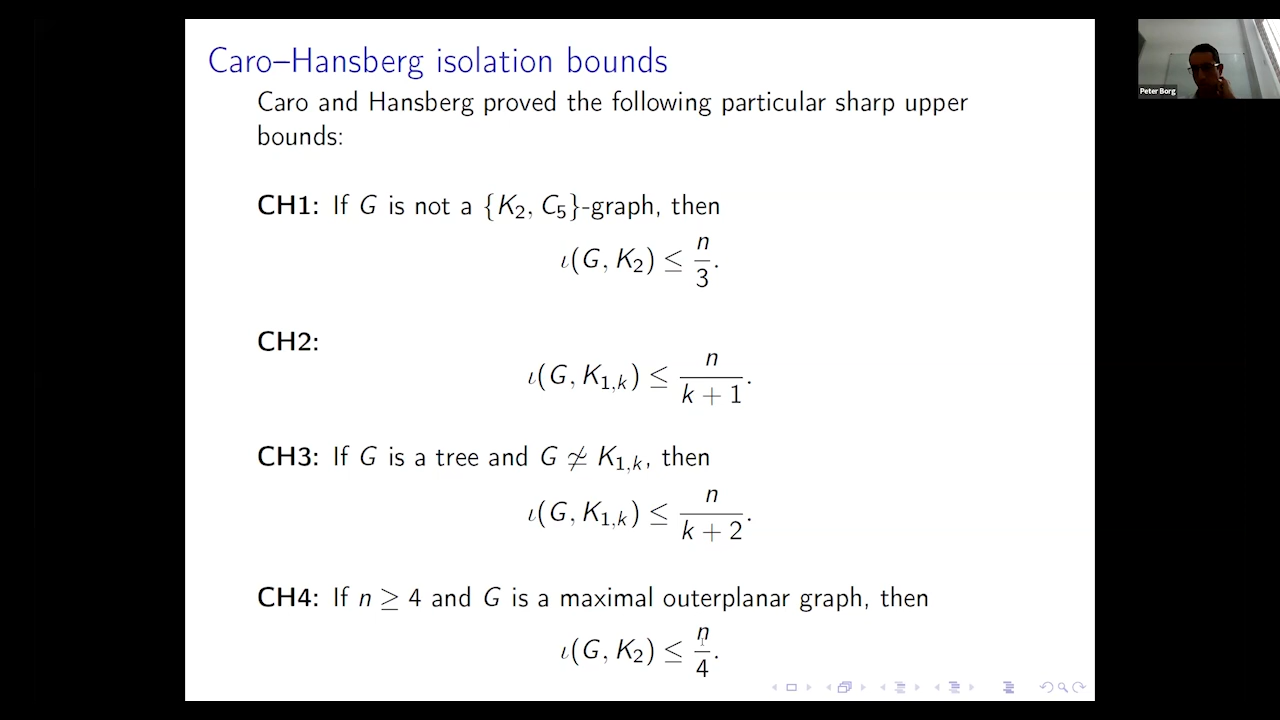 Caro–Hansberg isolation bounds
Caro and Hansberg proved the following particular sharp upper
bounds:
CH1: If G is not a {K₂, C₅}-graph, then
ι(G, K₂) ≤ n/3.
CH2:
ι(G, K₁,ₖ) ≤ n/(k + 1).
CH3: If G is a tree and G ≄ K₁,ₖ, then
ι(G, K₁,ₖ) ≤ n/(k + 2).
CH4: If n ≥ 4 and G is a maximal outerplanar graph, then
ι(G, K₂) ≤ n/4.
Peter Borg